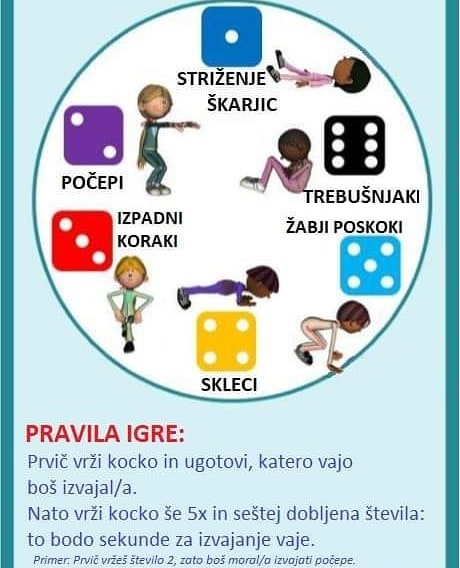 STRIŽENJE
ŠKARJIC
POČEPI
TREBUŠNJAKI
IZPADNI
KORAKI
ŽABJI POSKOKI
SKLECI
PRAVILA IGRE:
Prvič vrži kocko in ugotovi, katero vajo
boš izvajal/a.
Nato vrži kocko še 5x in seštej dobljena števila:
to bodo sekunde za izvajanje vaje.
Primer: Prvič vržeš število 2, zato boš moral/a izvajati počepe.